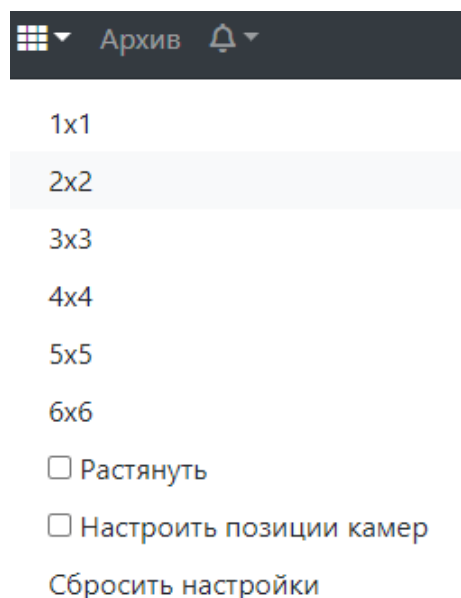 Архив
1x1
2x2
3x3
4x4
5x5
6x6
Растянуть
Настроить позиции камер
Сбросить настройки